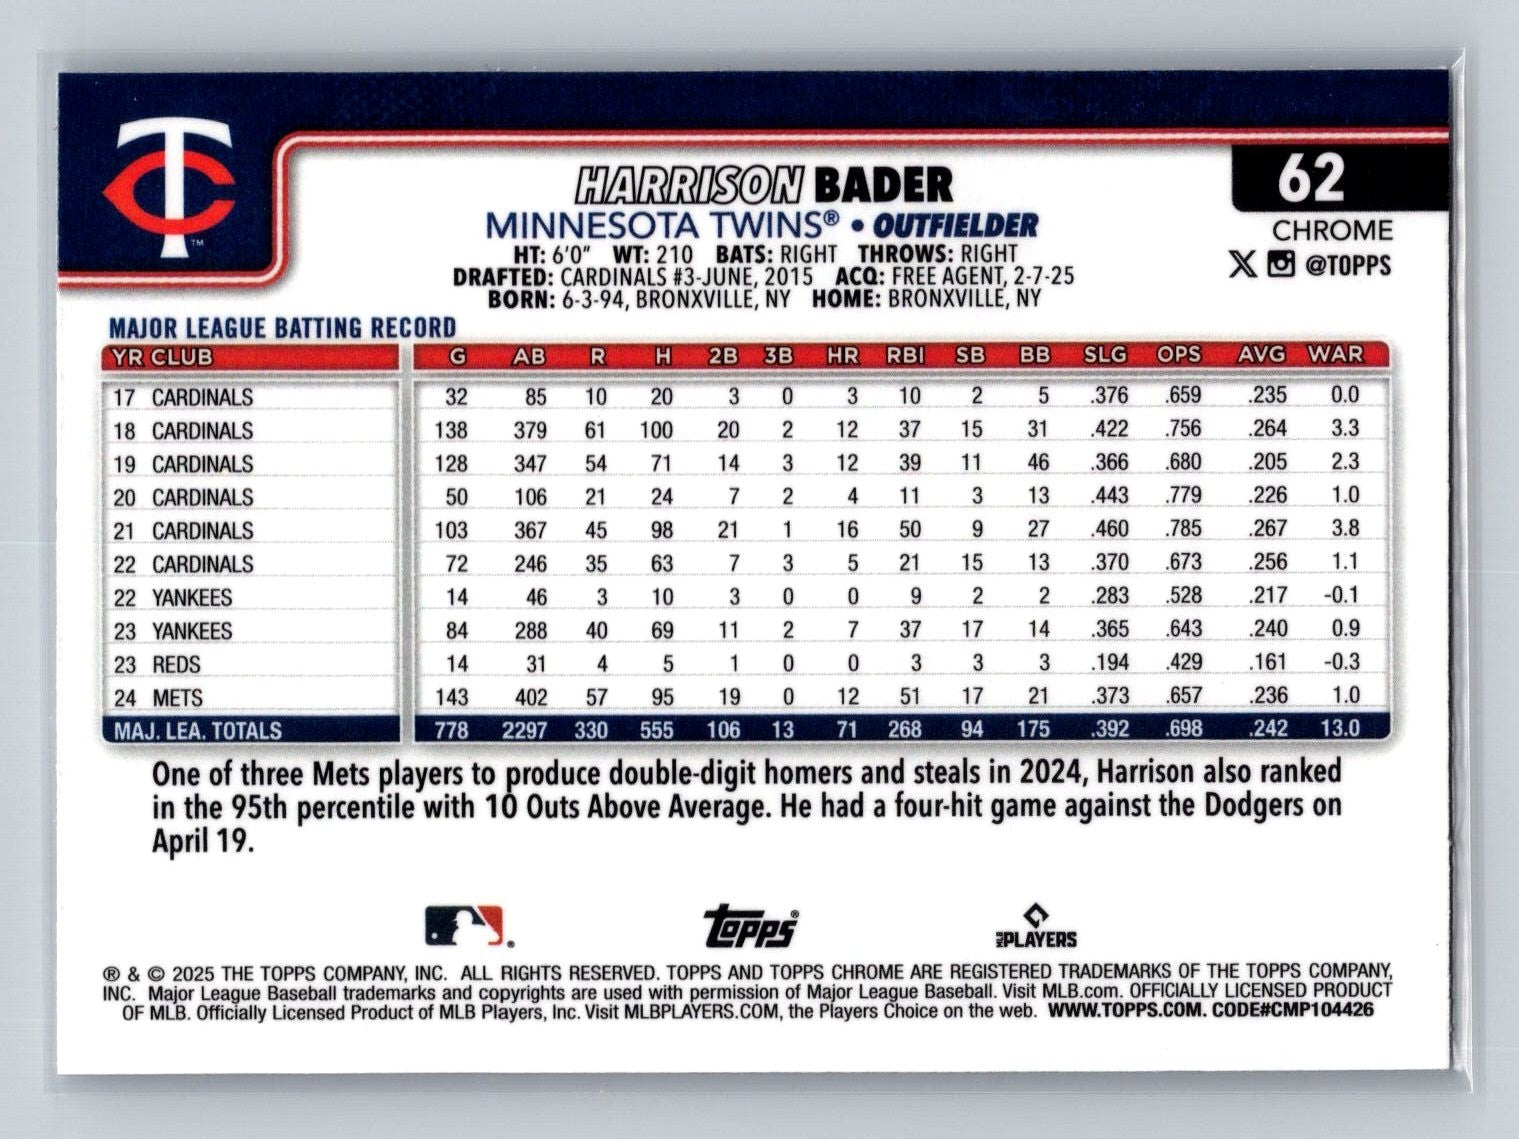 TC ™
HARRISON BADER
62
MINNESOTA TWINS® • OUTFIELDER
CHROME
HT: 6'0" WT: 210 BATS: RIGHT THROWS: RIGHT
X @TOPPS
DRAFTED: CARDINALS #3-JUNE, 2015 ACQ: FREE AGENT, 2-7-25
BORN: 6-3-94, BRONXVILLE, NY HOME: BRONXVILLE, NY
MAJOR LEAGUE BATTING RECORD
YR CLUB G AB R H 2B 3B HR RBI SB BB SLG OPS AVG WAR
17 CARDINALS 32 85 10 20 3 0 3 10 2 5 .376 .659 .235 0.0
18 CARDINALS 138 379 61 100 20 2 12 37 15 31 .422 .756 .264 3.3
19 CARDINALS 128 347 54 71 14 3 12 39 11 46 .366 .680 .205 2.3
20 CARDINALS 50 106 21 24 7 2 4 11 3 13 .443 .779 .226 1.0
21 CARDINALS 103 367 45 98 21 1 16 50 9 27 .460 .785 .267 3.8
22 CARDINALS 72 246 35 63 7 3 5 21 15 13 .370 .673 .256 1.1
22 YANKEES 14 46 3 10 3 0 0 9 2 2 .283 .528 .217 -0.1
23 YANKEES 84 288 40 69 11 2 7 37 17 14 .365 .643 .240 0.9
23 REDS 14 31 4 5 1 0 0 3 3 3 .194 .429 .161 -0.3
24 METS 143 402 57 95 19 0 12 51 17 21 .373 .657 .236 1.0
MAJ. LEA. TOTALS 778 2297 330 555 106 13 71 268 94 175 .392 .698 .242 13.0
One of three Mets players to produce double-digit homers and steals in 2024, Harrison also ranked
in the 95th percentile with 10 Outs Above Average. He had a four-hit game against the Dodgers on
April 19.
® Topps® MLB PLAYERS
® & © 2025 THE TOPPS COMPANY, INC. ALL RIGHTS RESERVED. TOPPS AND TOPPS CHROME ARE REGISTERED TRADEMARKS OF THE TOPPS COMPANY,
INC. Major League Baseball trademarks and copyrights are used with permission of Major League Baseball. Visit MLB.com. OFFICIALLY LICENSED PRODUCT
OF MLB. Officially Licensed Product of MLB Players, Inc. Visit MLBPLAYERS.COM, the Players Choice on the web. WWW.TOPPS.COM. CODE#CMP104426